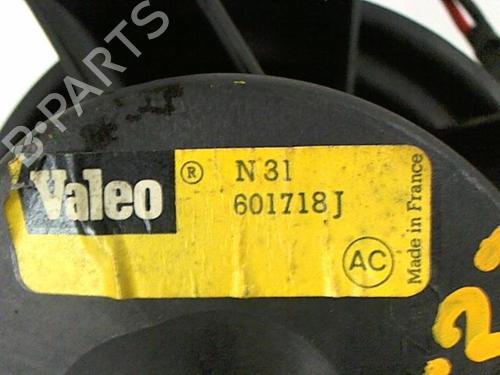 B-PARTS
Valeo ® N 31
601718 J
AC
Made in France